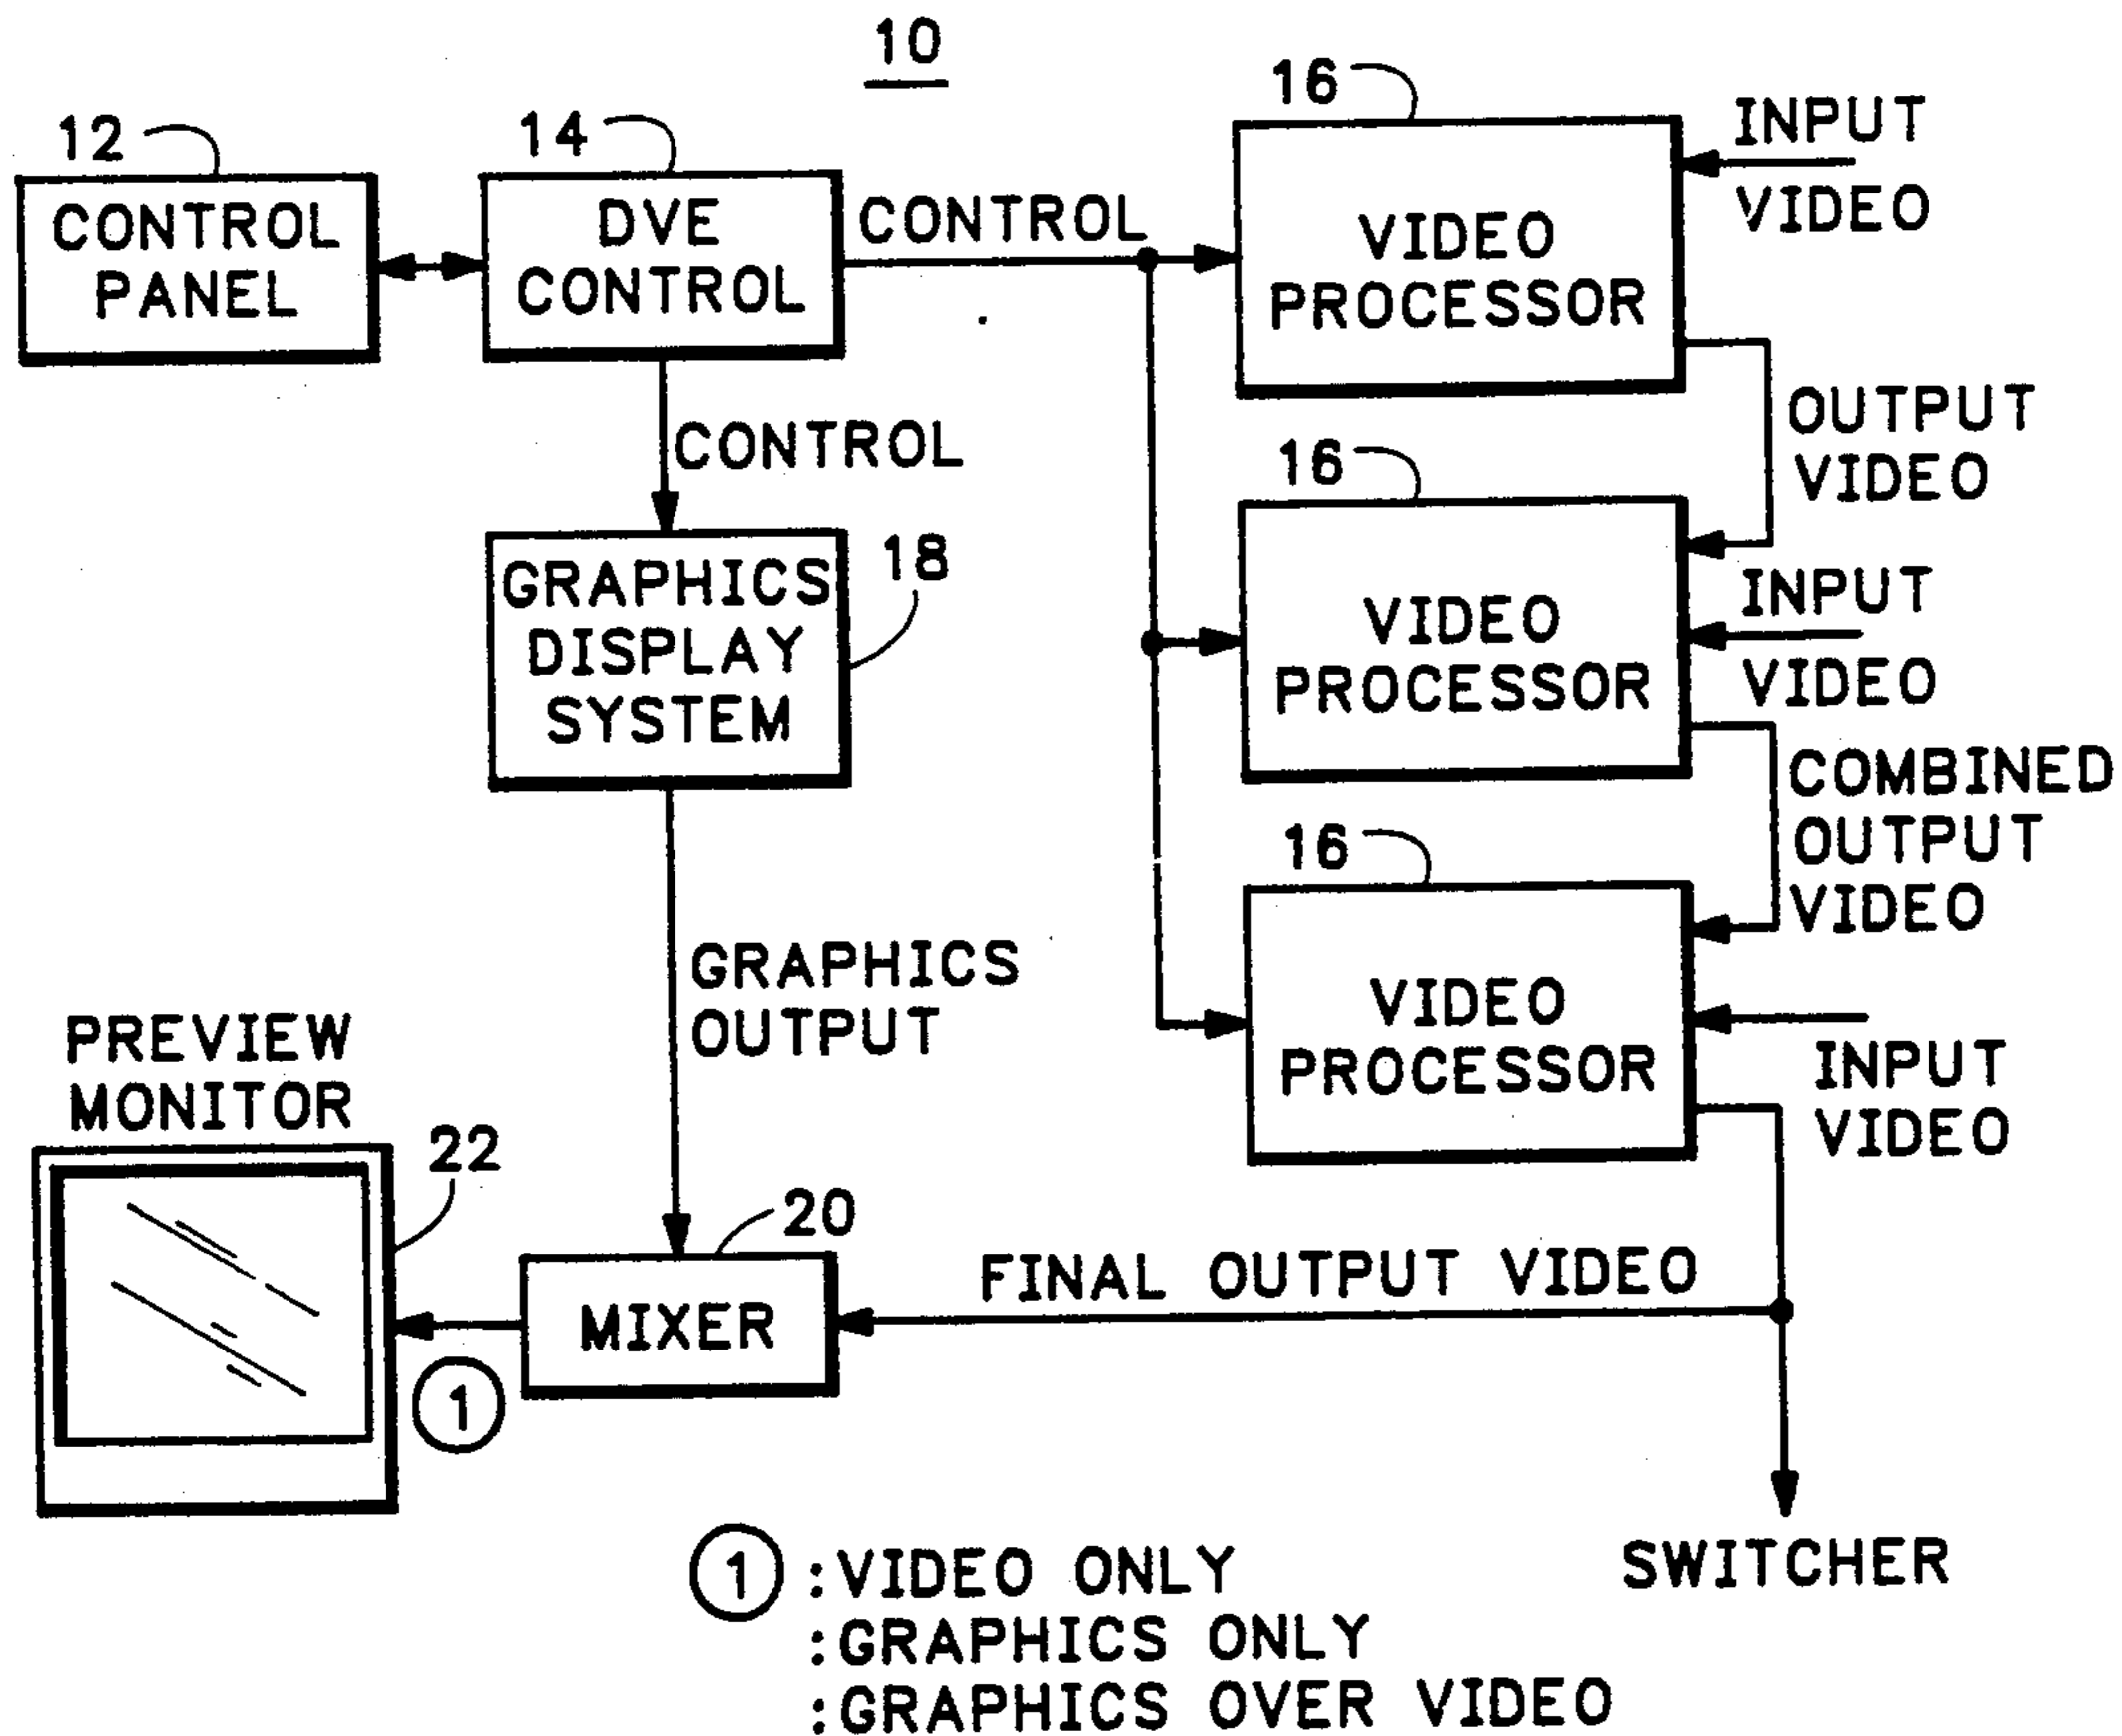 10
12
CONTROL
PANEL
14
DVE
CONTROL
CONTROL
16
VIDEO
PROCESSOR
INPUT
VIDEO
OUTPUT
VIDEO
CONTROL
18
GRAPHICS
DISPLAY
SYSTEM
16
VIDEO
PROCESSOR
INPUT
VIDEO
COMBINED
OUTPUT
VIDEO
GRAPHICS
OUTPUT
16
VIDEO
PROCESSOR
INPUT
VIDEO
PREVIEW
MONITOR
22
20
MIXER
FINAL OUTPUT VIDEO
1
SWITCHER
1 :VIDEO ONLY
:GRAPHICS ONLY
:GRAPHICS OVER VIDEO